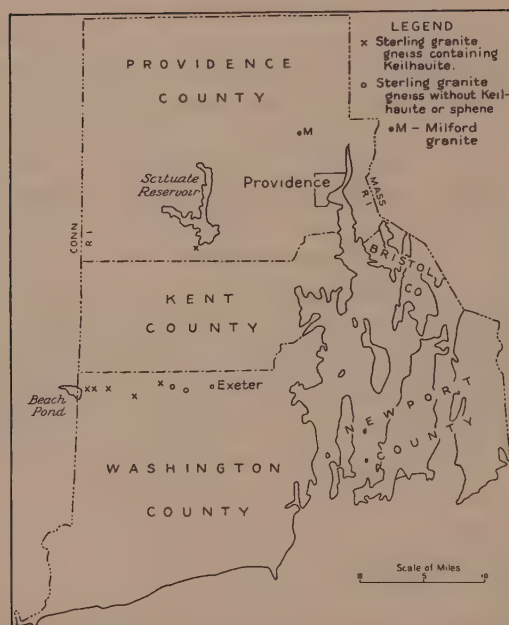 LEGEND
x Sterling granite
gneiss containing
Keilhauite.
o Sterling granite
gneiss without Keil-
hauite or sphene
•M – Milford
granite
PROVIDENCE
COUNTY
•M
Scituate
Reservoir
Providence
MASS
R I
CONN
R I
BRISTOL
CO
KENT
COUNTY
Beach
Pond
Exeter
NEWPORT
COUNTY
WASHINGTON
COUNTY
Scale of Miles
0 5 10